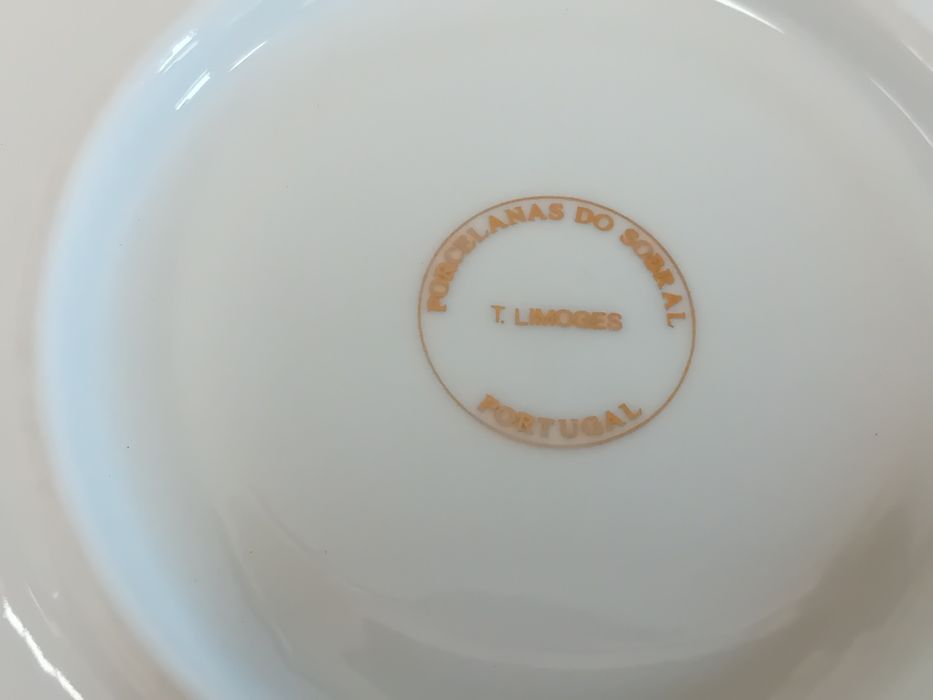 PORCELANAS DO SOBRAL
T. LIMOGES
PORTUGAL